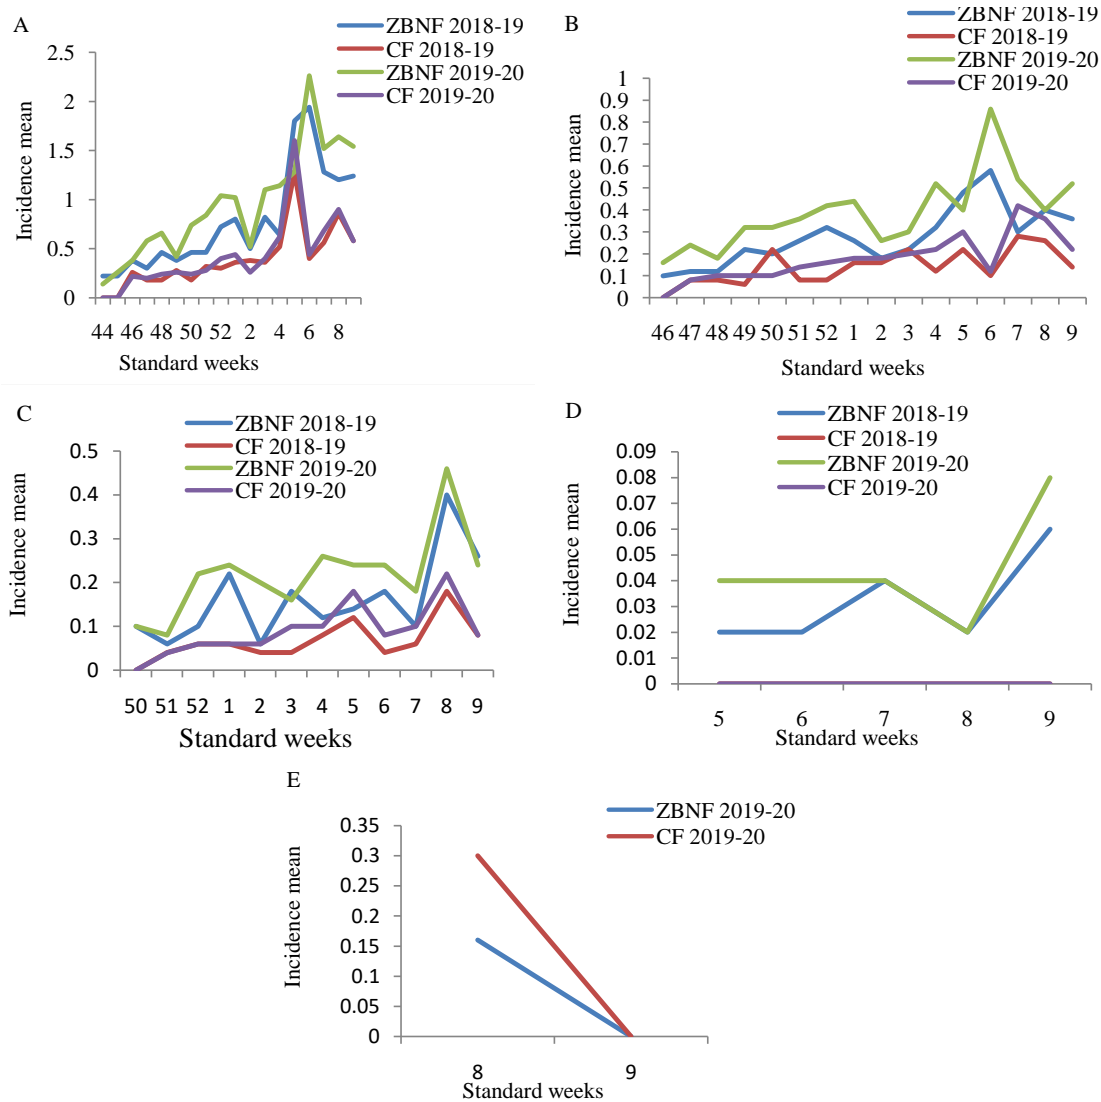 A
ZBNF 2018-19
CF 2018-19
ZBNF 2019-20
CF 2019-20
2.5
2
1.5
1
0.5
0
Incidence mean
44 46 48 50 52 2 4 6 8
Standard weeks
B
ZBNF 2018-19
CF 2018-19
ZBNF 2019-20
CF 2019-20
1
0.9
0.8
0.7
0.6
0.5
0.4
0.3
0.2
0.1
0
Incidence mean
46 47 48 49 50 51 52 1 2 3 4 5 6 7 8 9
Standard weeks
C
ZBNF 2018-19
CF 2018-19
ZBNF 2019-20
CF 2019-20
0.5
0.4
0.3
0.2
0.1
0
Incidence mean
50 51 52 1 2 3 4 5 6 7 8 9
Standard weeks
D
ZBNF 2018-19
CF 2018-19
ZBNF 2019-20
CF 2019-20
0.09
0.08
0.07
0.06
0.05
0.04
0.03
0.02
0.01
0
Incidence mean
5 6 7 8 9
Standard weeks
E
ZBNF 2019-20
CF 2019-20
0.35
0.3
0.25
0.2
0.15
0.1
0.05
0
Incidence mean
8 9
Standard weeks